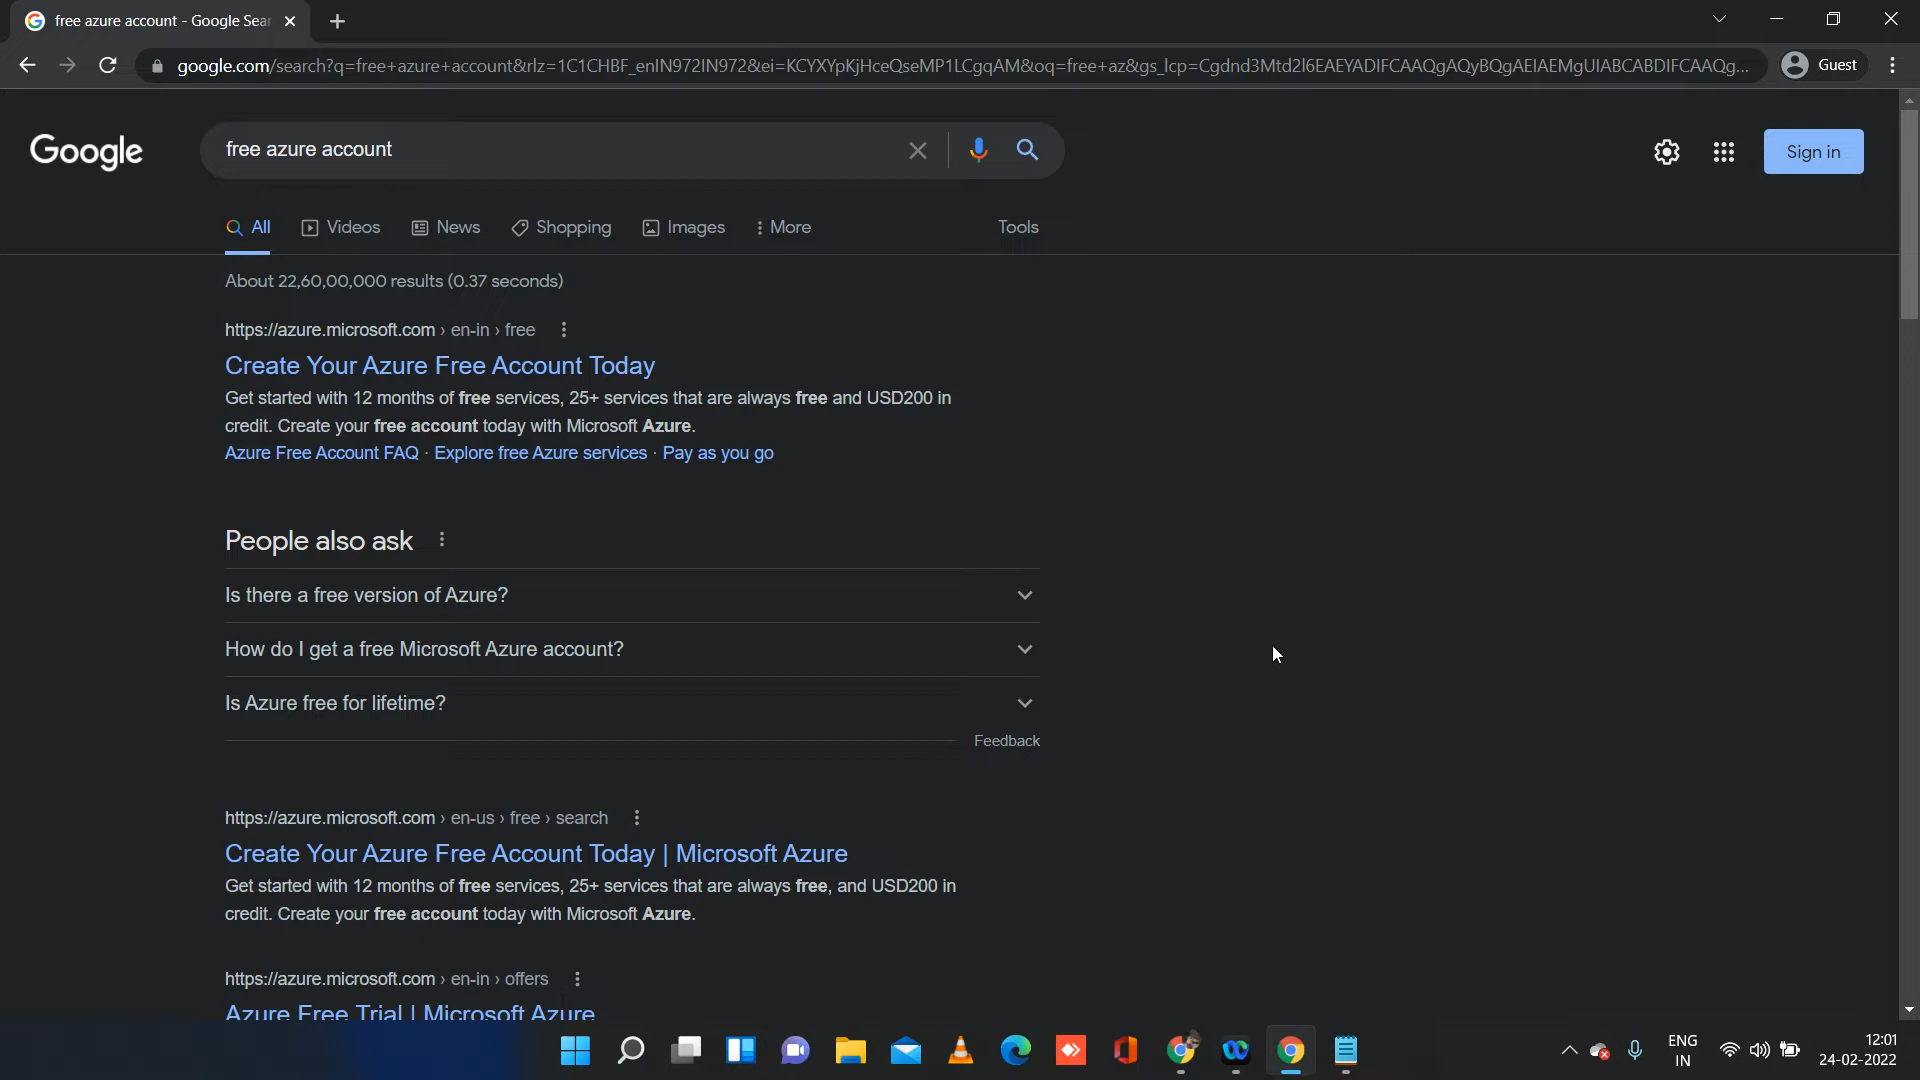 free azure account - Google Sear
google.com/search?q=free+azure+account&rlz=1C1CHBF_enIN972IN972&ei=KCYXYpKjHceQseMP1LCgqAM&oq=free+az&gs_lcp=Cgdnd3Mtd2l6EAEYADIFCAAQgAQyBQgAEIAEMgUIABCABDIFCAAQg...
Guest
Google
free azure account
Sign in
All
Videos
News
Shopping
Images
More
Tools
About 22,60,00,000 results (0.37 seconds)
https://azure.microsoft.com › en-in › free
Create Your Azure Free Account Today
Get started with 12 months of free services, 25+ services that are always free and USD200 in
credit. Create your free account today with Microsoft Azure.
Azure Free Account FAQ · Explore free Azure services · Pay as you go
People also ask
Is there a free version of Azure?
How do I get a free Microsoft Azure account?
Is Azure free for lifetime?
Feedback
https://azure.microsoft.com › en-us › free › search
Create Your Azure Free Account Today | Microsoft Azure
Get started with 12 months of free services, 25+ services that are always free, and USD200 in
credit. Create your free account today with Microsoft Azure.
https://azure.microsoft.com › en-in › offers
Azure Free Trial | Microsoft Azure
ENG
IN
12:01
24-02-2022